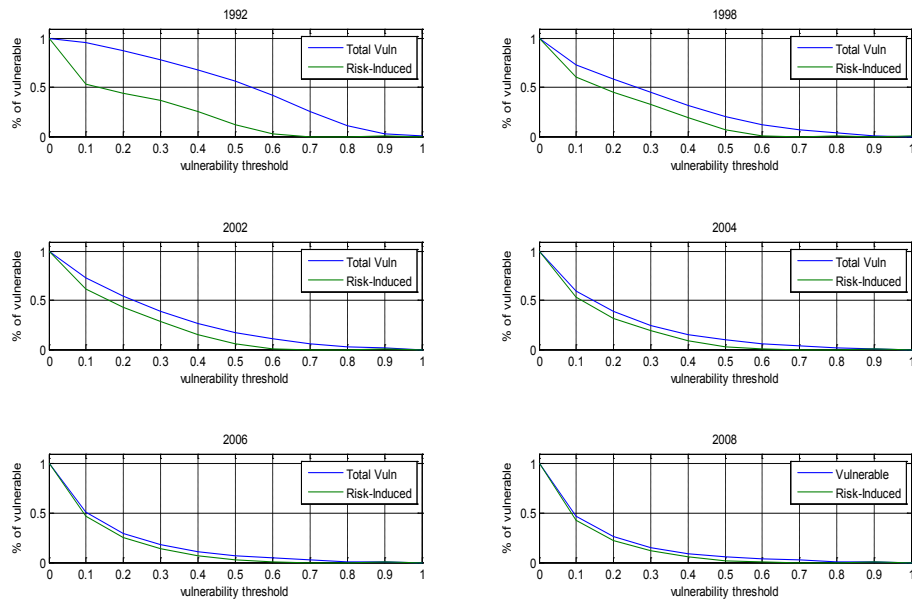 1992
1
0.5
0
% of vulnerable
Total Vuln
Risk-Induced
0 0.1 0.2 0.3 0.4 0.5 0.6 0.7 0.8 0.9 1
vulnerability threshold
1998
1
0.5
0
% of vulnerable
Total Vuln
Risk-Induced
0 0.1 0.2 0.3 0.4 0.5 0.6 0.7 0.8 0.9 1
vulnerability threshold
2002
1
0.5
0
% of vulnerable
Total Vuln
Risk-Induced
0 0.1 0.2 0.3 0.4 0.5 0.6 0.7 0.8 0.9 1
vulnerability threshold
2004
1
0.5
0
% of vulnerable
Total Vuln
Risk-Induced
0 0.1 0.2 0.3 0.4 0.5 0.6 0.7 0.8 0.9 1
vulnerability threshold
2006
1
0.5
0
% of vulnerable
Total Vuln
Risk-Induced
0 0.1 0.2 0.3 0.4 0.5 0.6 0.7 0.8 0.9 1
vulnerability threshold
2008
1
0.5
0
% of vulnerable
Vulnerable
Risk-Induced
0 0.1 0.2 0.3 0.4 0.5 0.6 0.7 0.8 0.9 1
vulnerability threshold